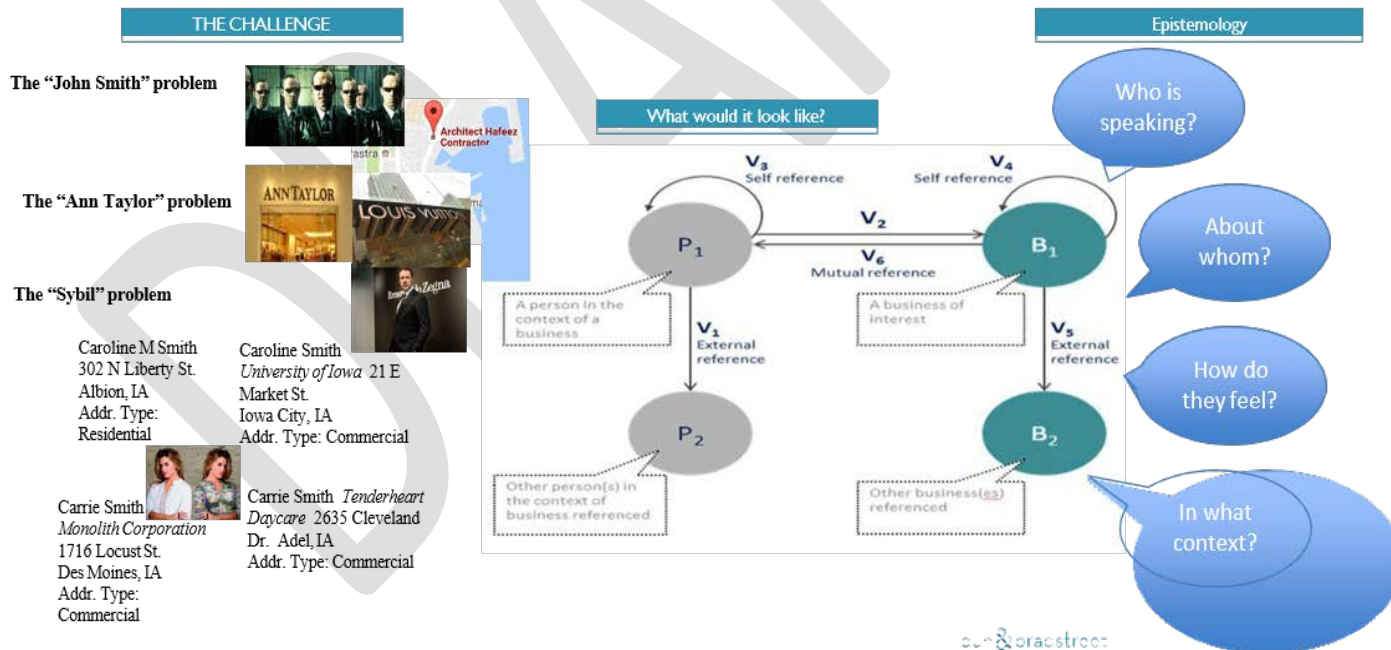 THE CHALLENGE
The “John Smith” problem
Architect Hafeez
Contractor
The “Ann Taylor” problem
ANN TAYLOR
LOUIS VUITTON
The “Sybil” problem
Zegna
Caroline M Smith
302 N Liberty St.
Albion, IA
Addr. Type:
Residential
Caroline Smith
University of Iowa 21 E
Market St.
Iowa City, IA
Addr. Type: Commercial
Carrie Smith
Monolith Corporation
1716 Locust St.
Des Moines, IA
Addr. Type:
Commercial
Carrie Smith Tenderheart
Daycare 2635 Cleveland
Dr. Adel, IA
Addr. Type: Commercial
What would it look like?
V3
Self reference
V4
Self reference
P1
V2
V6
Mutual reference
B1
A person in the
context of a
business
A business of
interest
V1
External
reference
V5
External
reference
P2
B2
Other person(s) in
the context of
business referenced
Other business(es)
referenced
Epistemology
Who is
speaking?
About
whom?
How do
they feel?
In what
context?
DRAFT